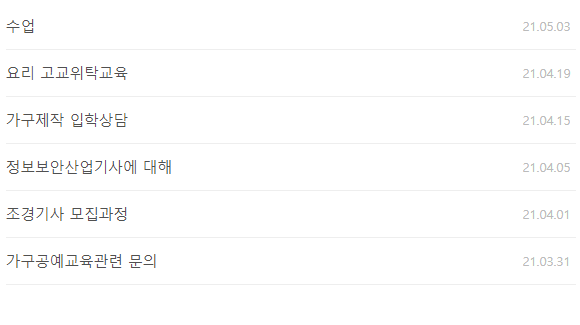 수업 21.05.03
요리 고교위탁교육 21.04.19
가구제작 입학상담 21.04.15
정보보안산업기사에 대해 21.04.05
조경기사 모집과정 21.04.01
가구공예교육관련 문의 21.03.31